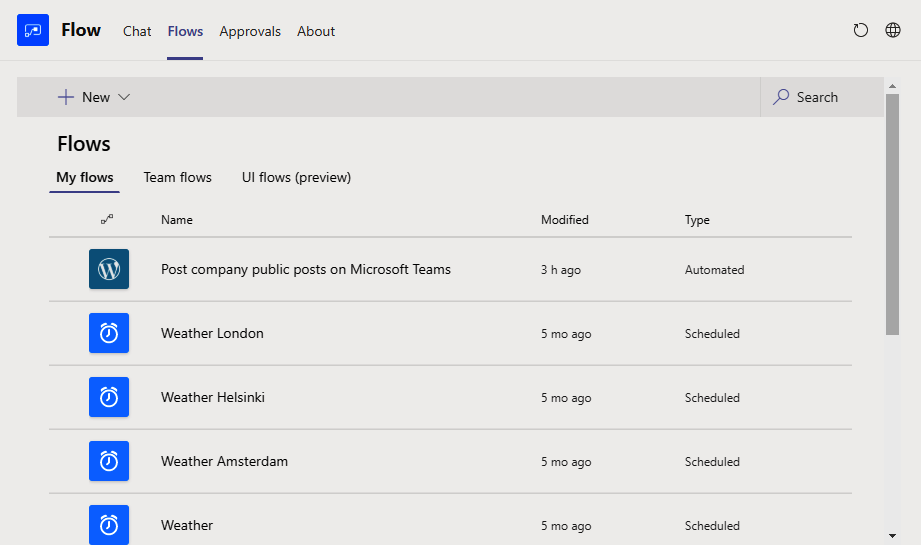 Flow Chat Flows Approvals About
New Search
Flows
My flows Team flows UI flows (preview)
Name Modified Type
Post company public posts on Microsoft Teams 3 h ago Automated
Weather London 5 mo ago Scheduled
Weather Helsinki 5 mo ago Scheduled
Weather Amsterdam 5 mo ago Scheduled
Weather 5 mo ago Scheduled